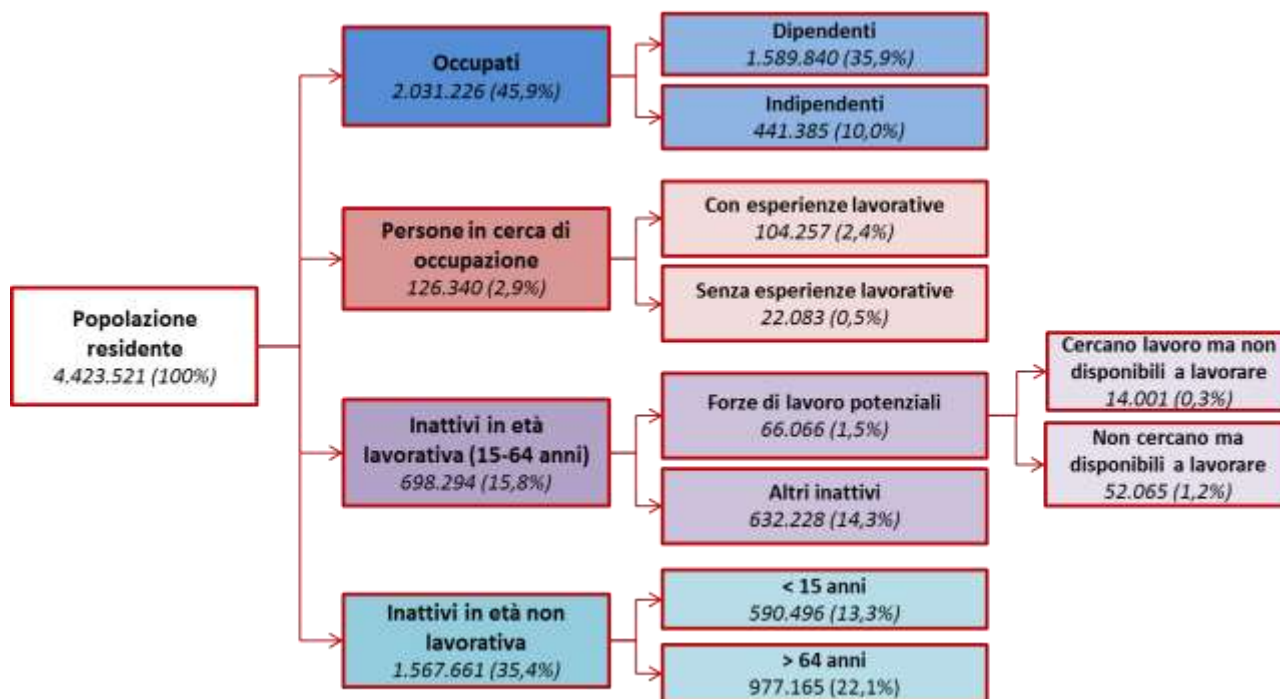 Popolazione
residente
4.423.521 (100%)
Occupati
2.031.226 (45,9%)
Dipendenti
1.589.840 (35,9%)
Indipendenti
441.385 (10,0%)
Persone in cerca di
occupazione
126.340 (2,9%)
Con esperienze lavorative
104.257 (2,4%)
Senza esperienze lavorative
22.083 (0,5%)
Inattivi in età
lavorativa (15-64 anni)
698.294 (15,8%)
Forze di lavoro potenziali
66.066 (1,5%)
Cercano lavoro ma non
disponibili a lavorare
14.001 (0,3%)
Non cercano ma
disponibili a lavorare
52.065 (1,2%)
Altri inattivi
632.228 (14,3%)
Inattivi in età non
lavorativa
1.567.661 (35,4%)
< 15 anni
590.496 (13,3%)
> 64 anni
977.165 (22,1%)